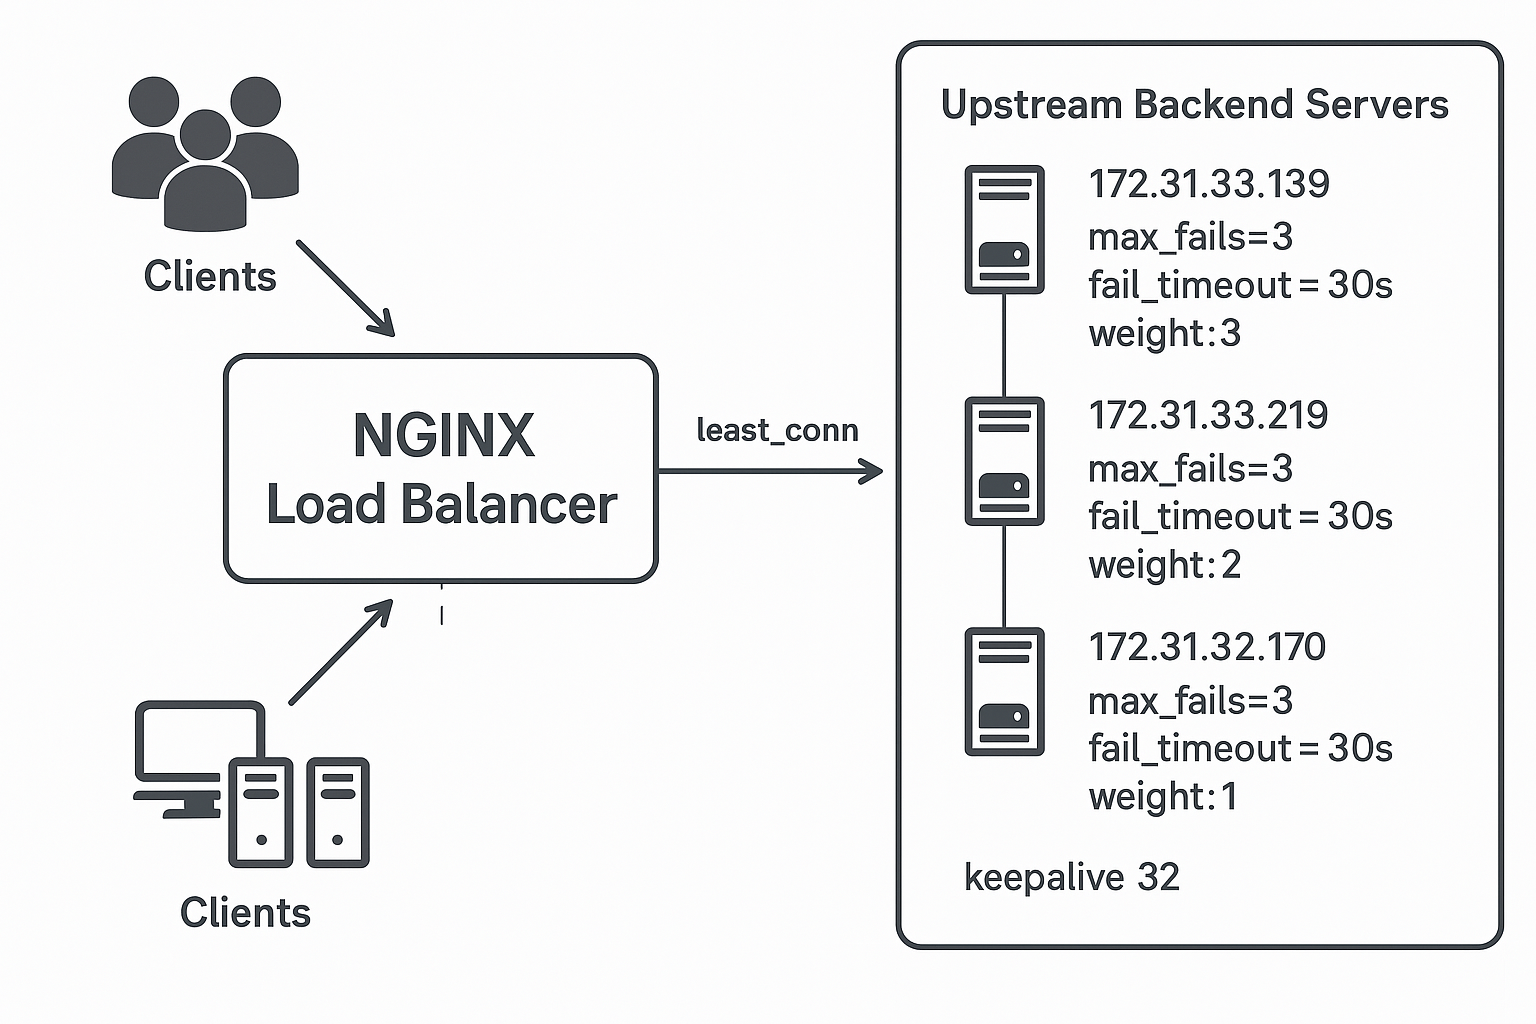 Clients
NGINX
Load Balancer
Clients
least_conn
Upstream Backend Servers
172.31.33.139
max_fails=3
fail_timeout = 30s
weight:3
172.31.33.219
max_fails=3
fail_timeout = 30s
weight:2
172.31.32.170
max_fails=3
fail_timeout = 30s
weight:1
keepalive 32